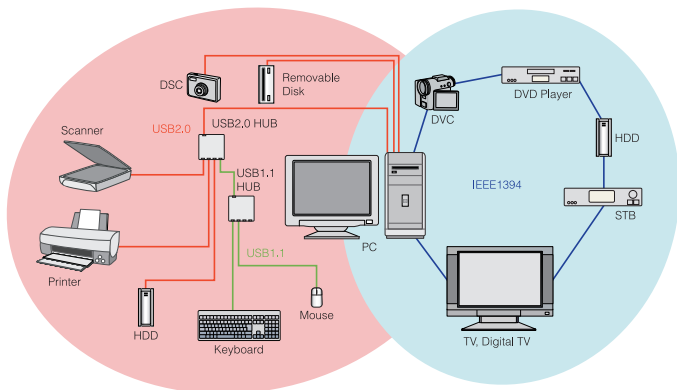 DSC
Removable
Disk
DVC
DVD Player
Scanner
USB2.0
USB2.0 HUB
HDD
USB1.1
HUB
IEEE1394
STB
PC
USB1.1
Printer
Mouse
HDD
Keyboard
TV, Digital TV